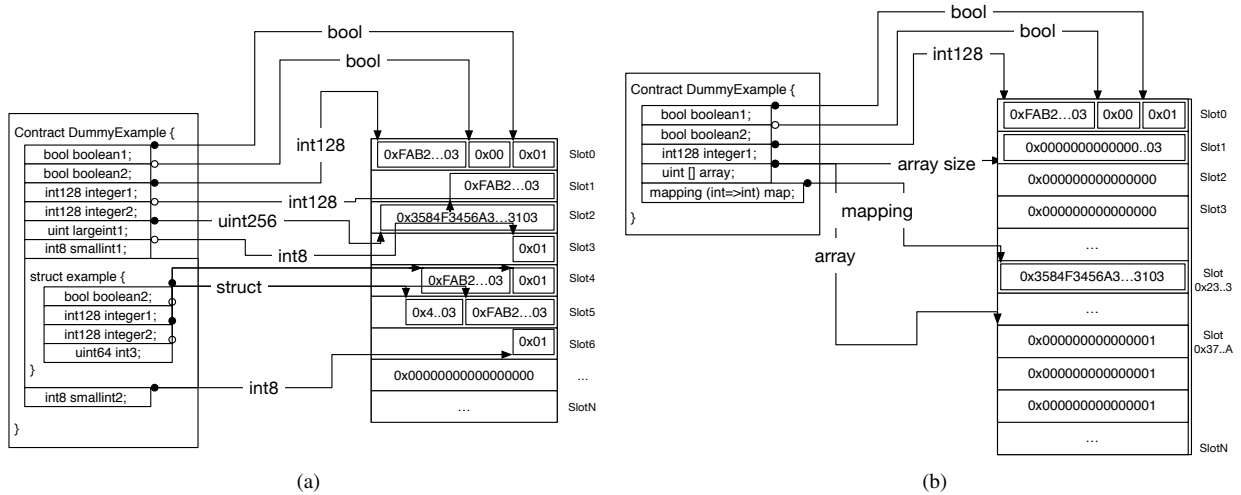 bool
bool
int128
Contract DummyExample {
bool boolean1;
bool boolean2;
int128 integer1;
int128 integer2;
uint largeint1;
int8 smallint1;
struct example {
bool boolean2;
int128 integer1;
int128 integer2;
uint64 int3;
}
int8 smallint2;
}
int128
uint256
int8
struct
int8
0xFAB2...03 0x00 0x01 Slot0
0xFAB2...03 Slot1
0x3584F3456A3...3103 Slot2
0x01 Slot3
0xFAB2...03 0x01 Slot4
0x4..03 0xFAB2...03 Slot5
0x01 Slot6
0x00000000000000000 ...
... SlotN
(a)
bool
bool
int128
Contract DummyExample {
bool boolean1;
bool boolean2;
int128 integer1;
uint [] array;
mapping (int=>int) map;
}
array size
mapping
array
0xFAB2...03 0x00 0x01 Slot0
0x0000000000000..03 Slot1
0x000000000000000 Slot2
0x000000000000000 Slot3
...
0x3584F3456A3...3103 Slot
0x23..3
...
0x000000000000001 Slot
0x37..A
0x000000000000001
0x000000000000001
... SlotN
(b)